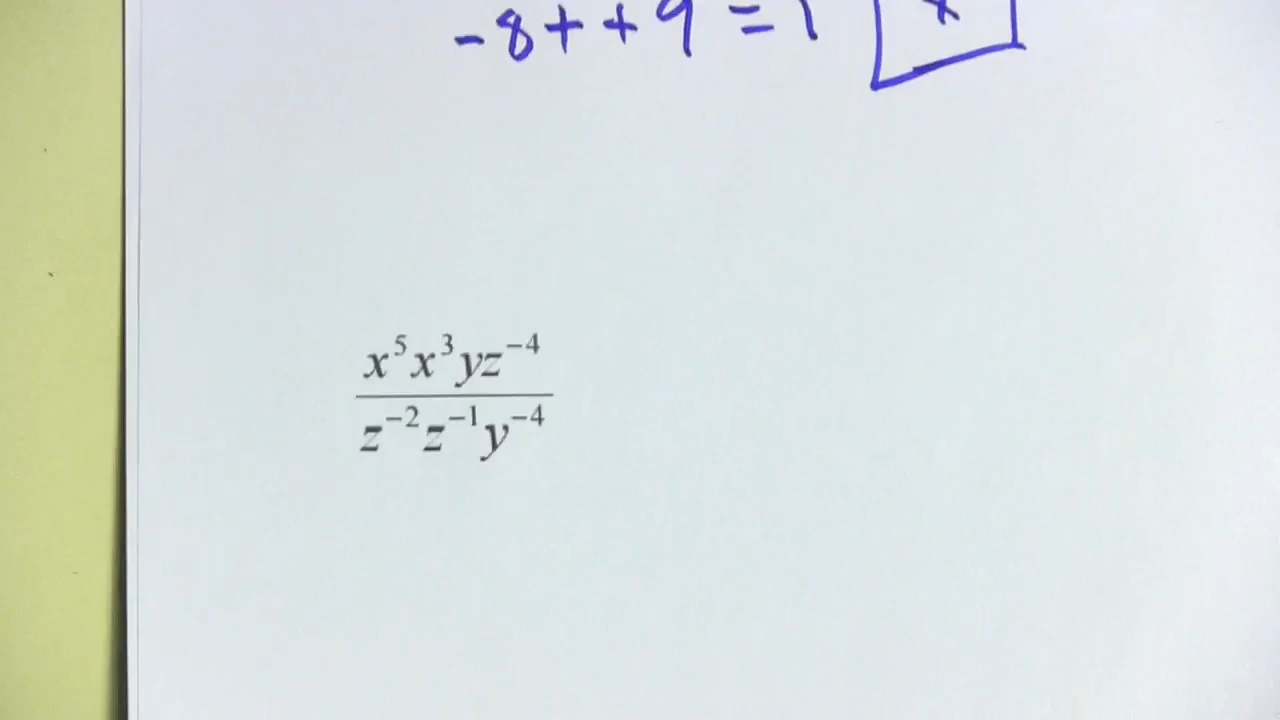 -8 + +9 = 1 x
x⁵x³yz⁻⁴
z⁻²z⁻¹y⁻⁴